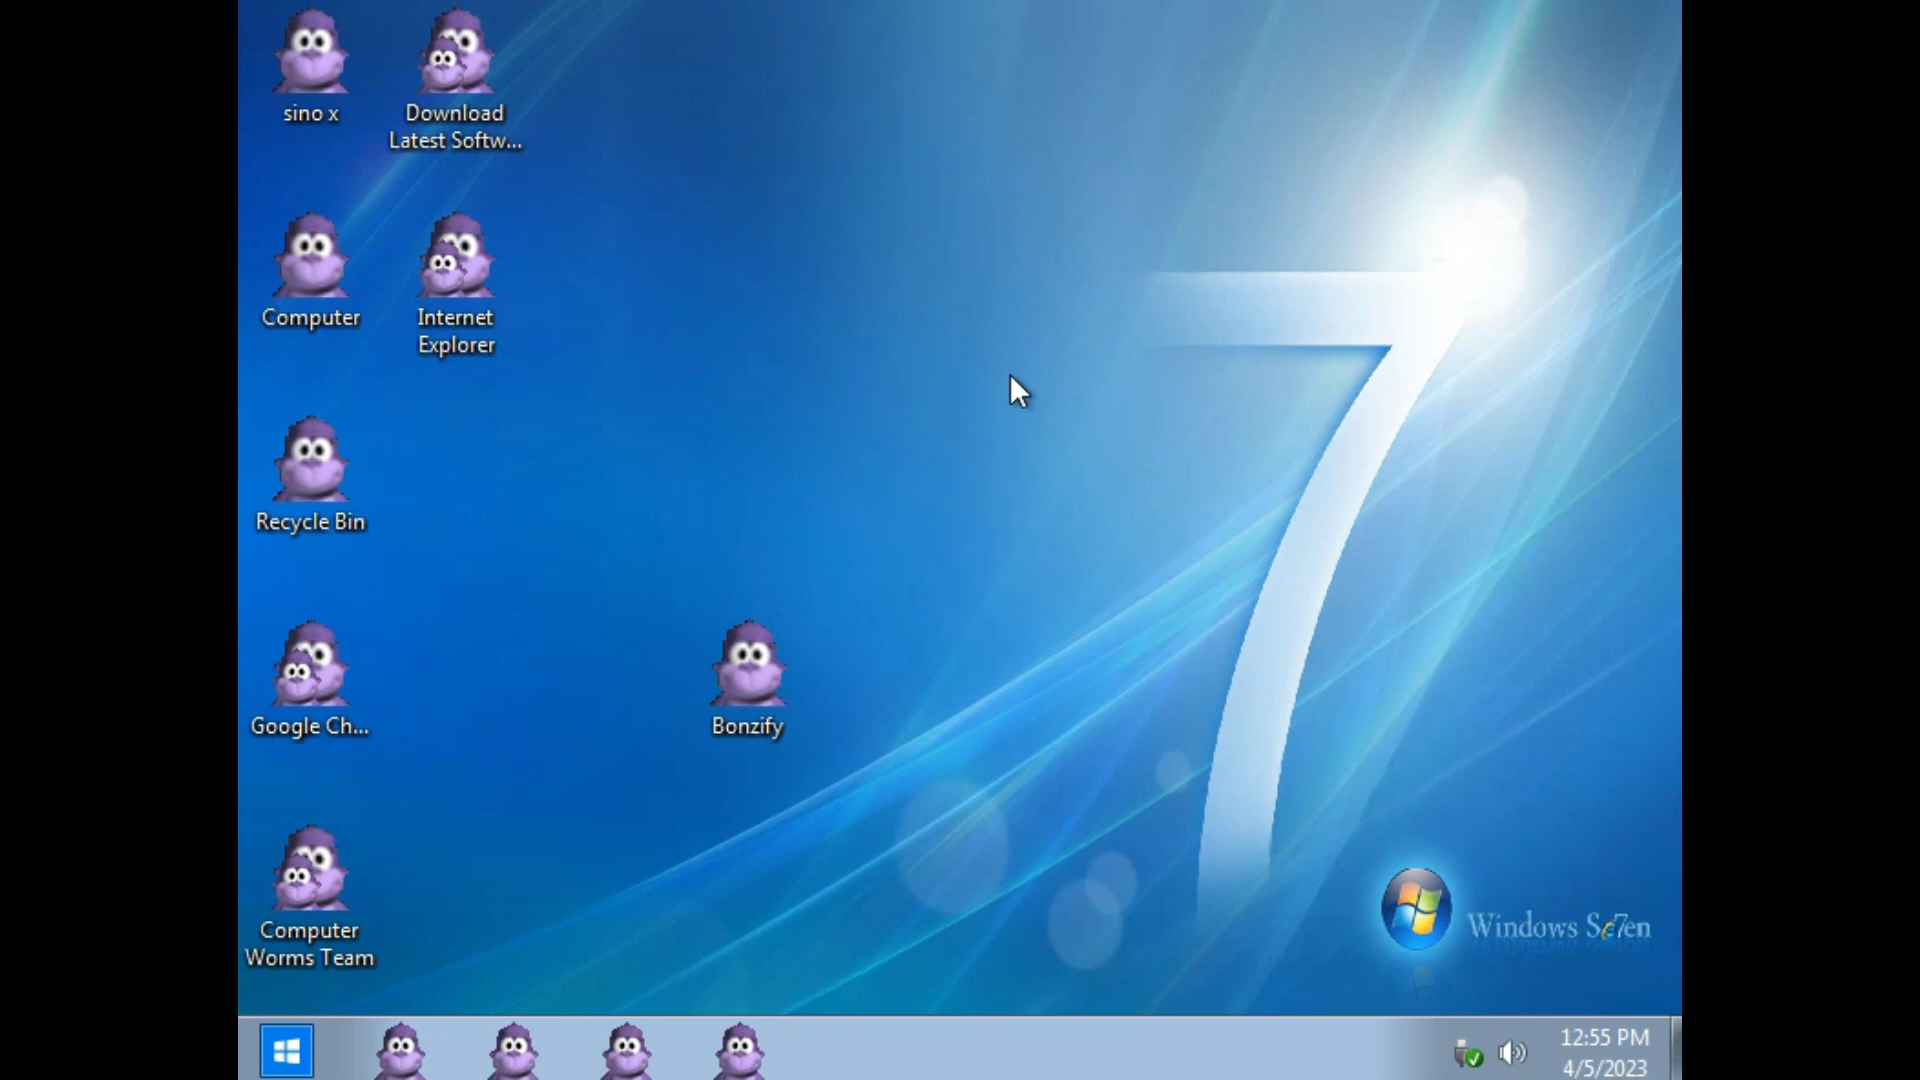 sino x
Download
Latest Softw...
Computer
Internet
Explorer
Recycle Bin
Google Ch...
Bonzify
Computer
Worms Team
7
Windows Se7en
12:55 PM
4/5/2023